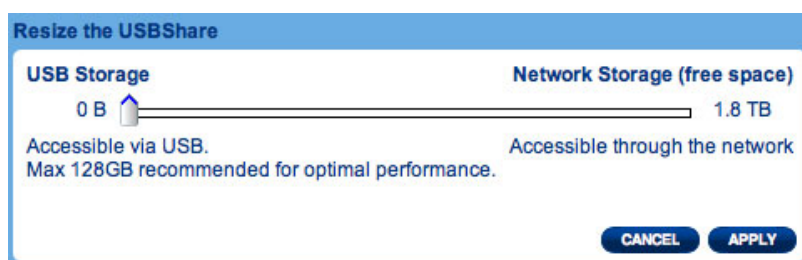 Resize the USBShare
USB Storage Network Storage (free space)
0 B 1.8 TB
Accessible via USB. Accessible through the network
Max 128GB recommended for optimal performance.
CANCEL APPLY